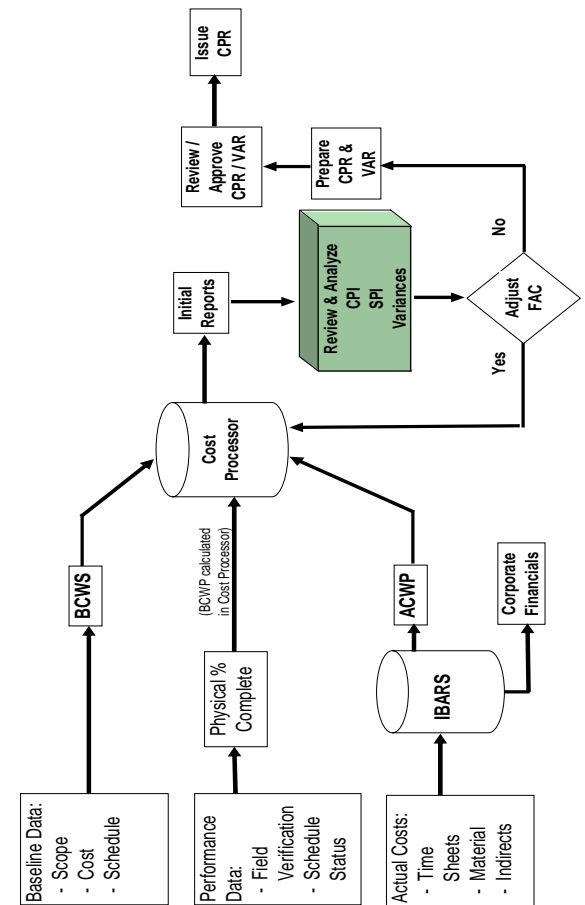 Baseline Data:
- Scope
- Cost
- Schedule
BCWS
Performance
Data:
- Field
Verification
- Schedule
Status
Physical %
Complete
(BCWP calculated
in Cost Processor)
Actual Costs:
- Time
Sheets
- Material
- Indirects
IBARS
ACWP
Corporate
Financials
Cost
Processor
Initial
Reports
Review & Analyze
CPI
SPI
Variances
Adjust
FAC
Yes
No
Prepare
CPR &
VAR
Review /
Approve
CPR / VAR
Issue
CPR